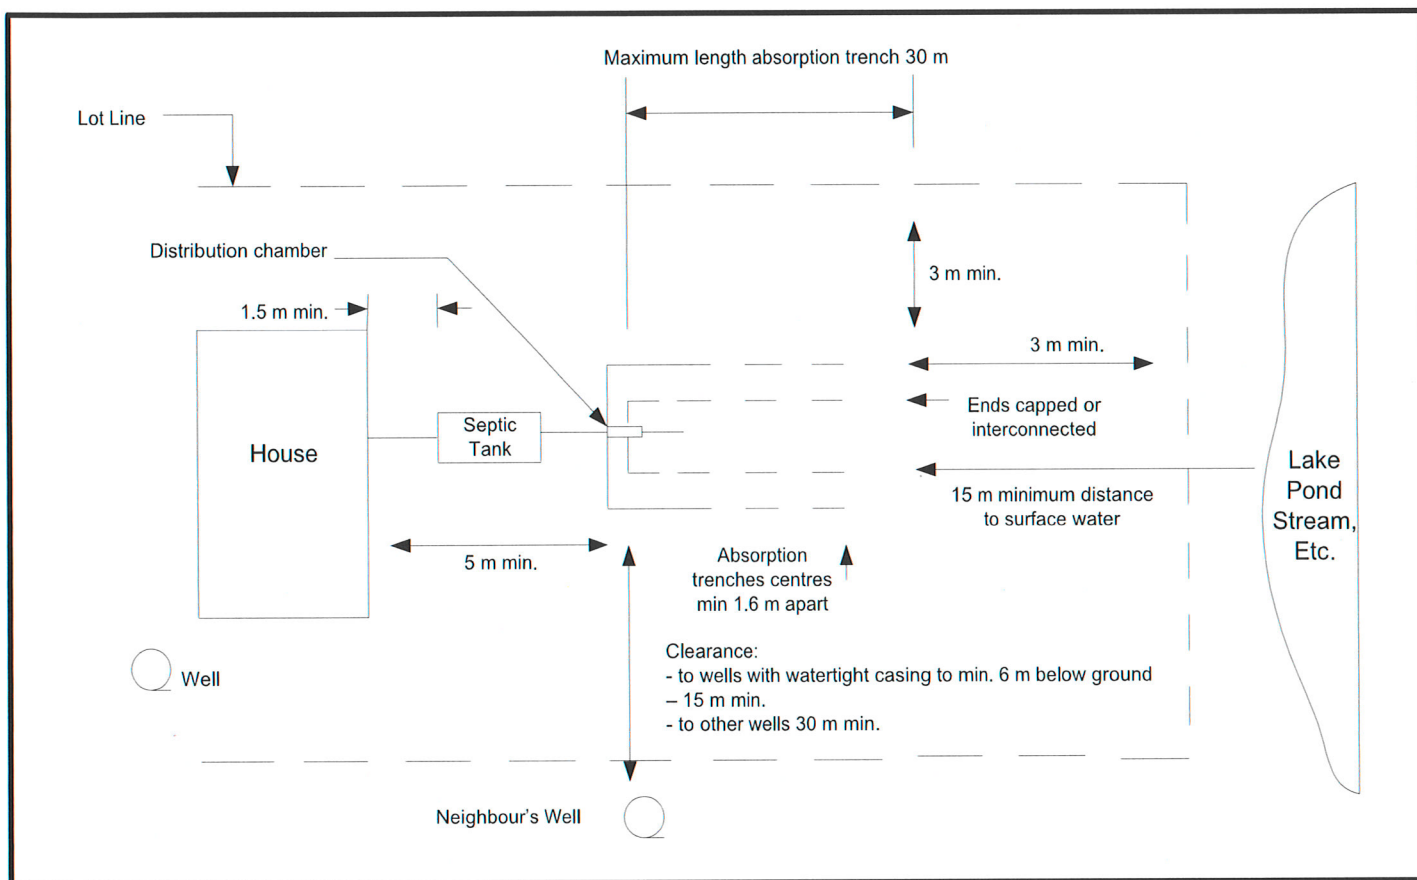 Maximum length absorption trench 30 m
Lot Line
Distribution chamber
3 m min.
1.5 m min.
3 m min.
Ends capped or
interconnected
Septic
Tank
House
Lake
Pond
Stream,
Etc.
15 m minimum distance
to surface water
5 m min.
Absorption
trenches centres
min 1.6 m apart
Clearance:
- to wells with watertight casing to min. 6 m below ground
– 15 m min.
- to other wells 30 m min.
Well
Neighbour's Well